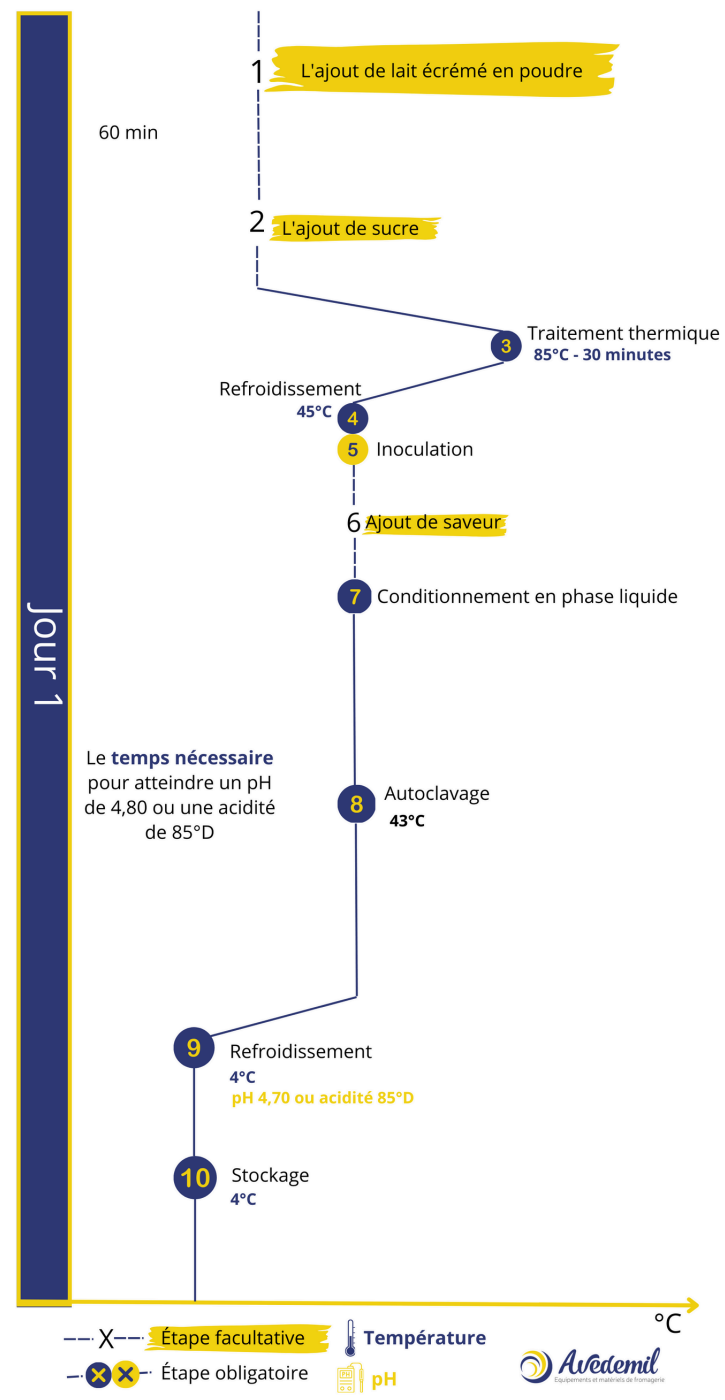 1 L'ajout de lait écrémé en poudre
60 min
2 L'ajout de sucre
3 Traitement thermique
85°C - 30 minutes
Refroidissement
45°C 4
5 Inoculation
6 Ajout de saveur
7 Conditionnement en phase liquide
Jour 1
Le temps nécessaire
pour atteindre un pH
de 4,80 ou une acidité
de 85°D
8 Autoclavage
43°C
9 Refroidissement
4°C
pH 4,70 ou acidité 85°D
10 Stockage
4°C
°C
X Étape facultative
Température
Étape obligatoire
PH
pH
Avedemil
Equipements et matériels de fromagerie